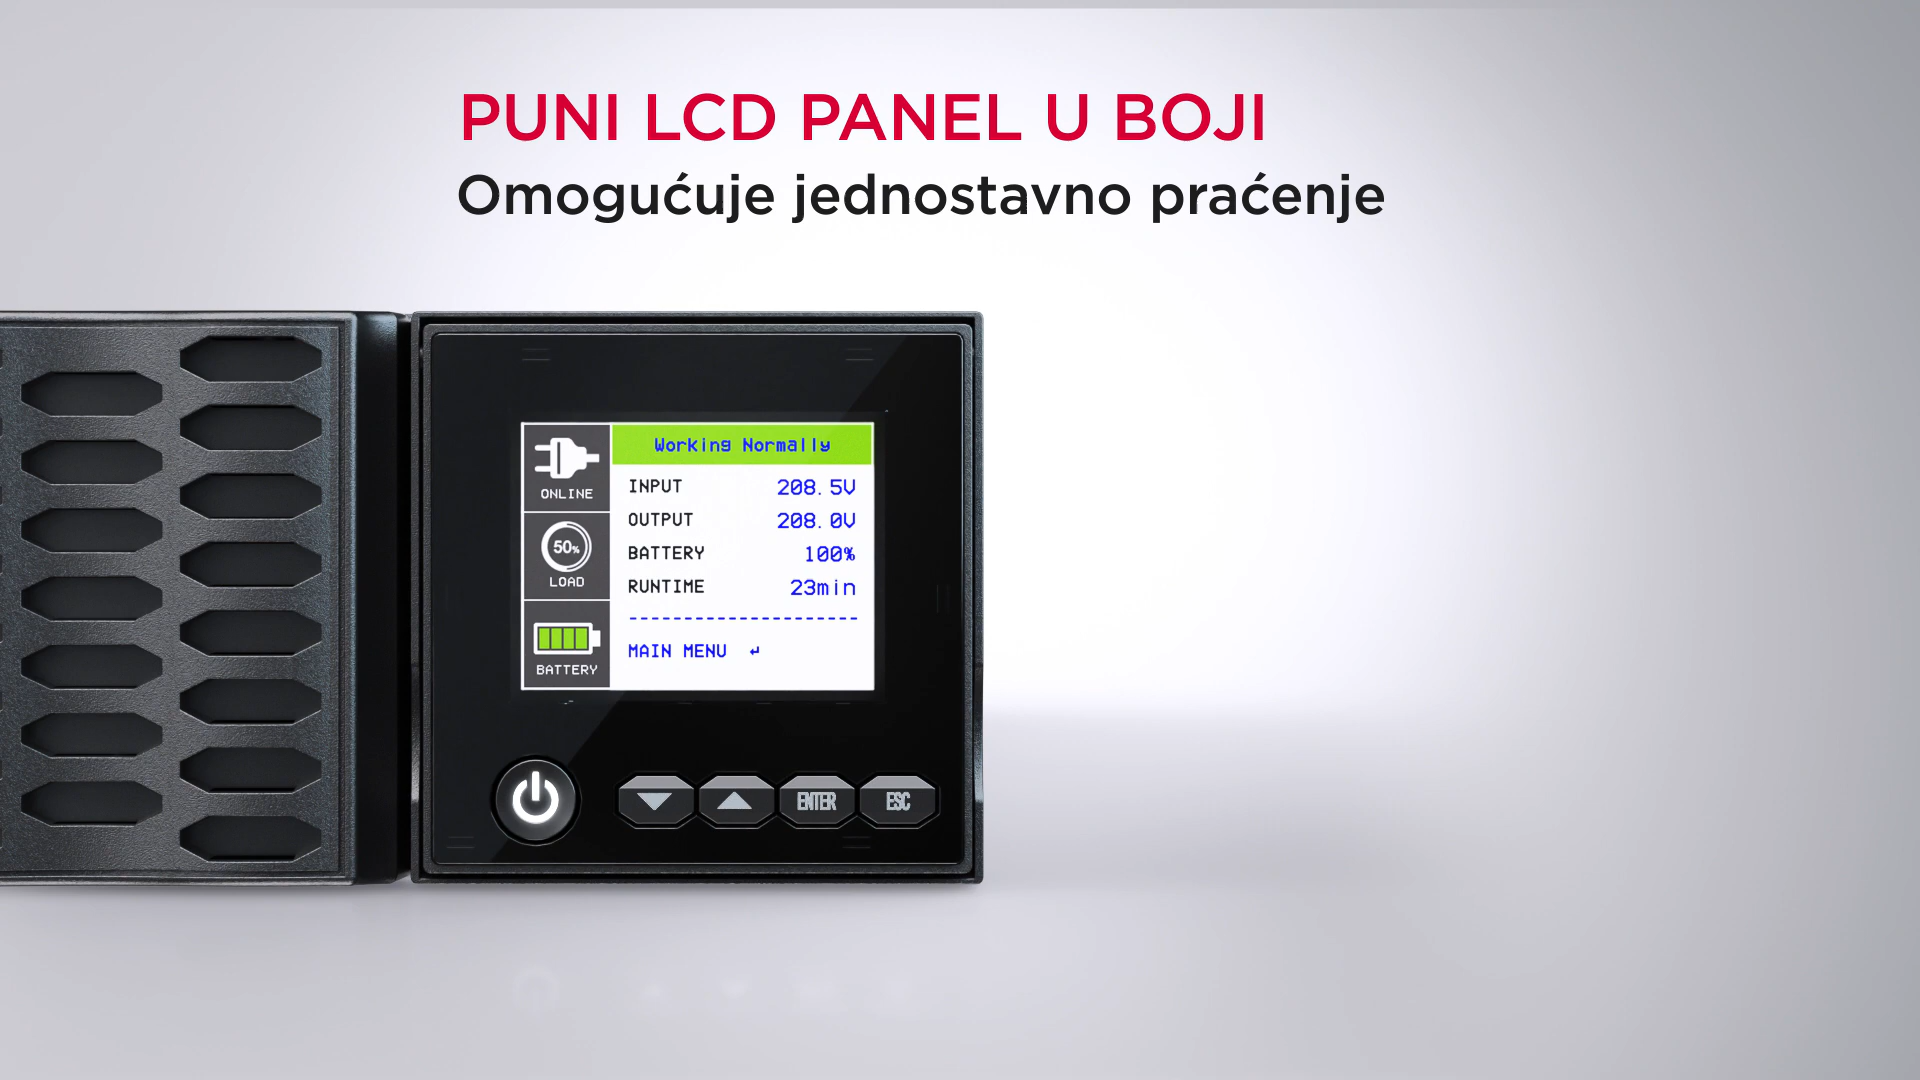 PUNI LCD PANEL U BOJI
Omogućuje jednostavno praćenje
Working Normally
ONLINE
INPUT 208.5V
OUTPUT 208.0V
50%
LOAD
BATTERY 100%
RUNTIME 23min
MAIN MENU ↵
BATTERY
ENTER
ESC